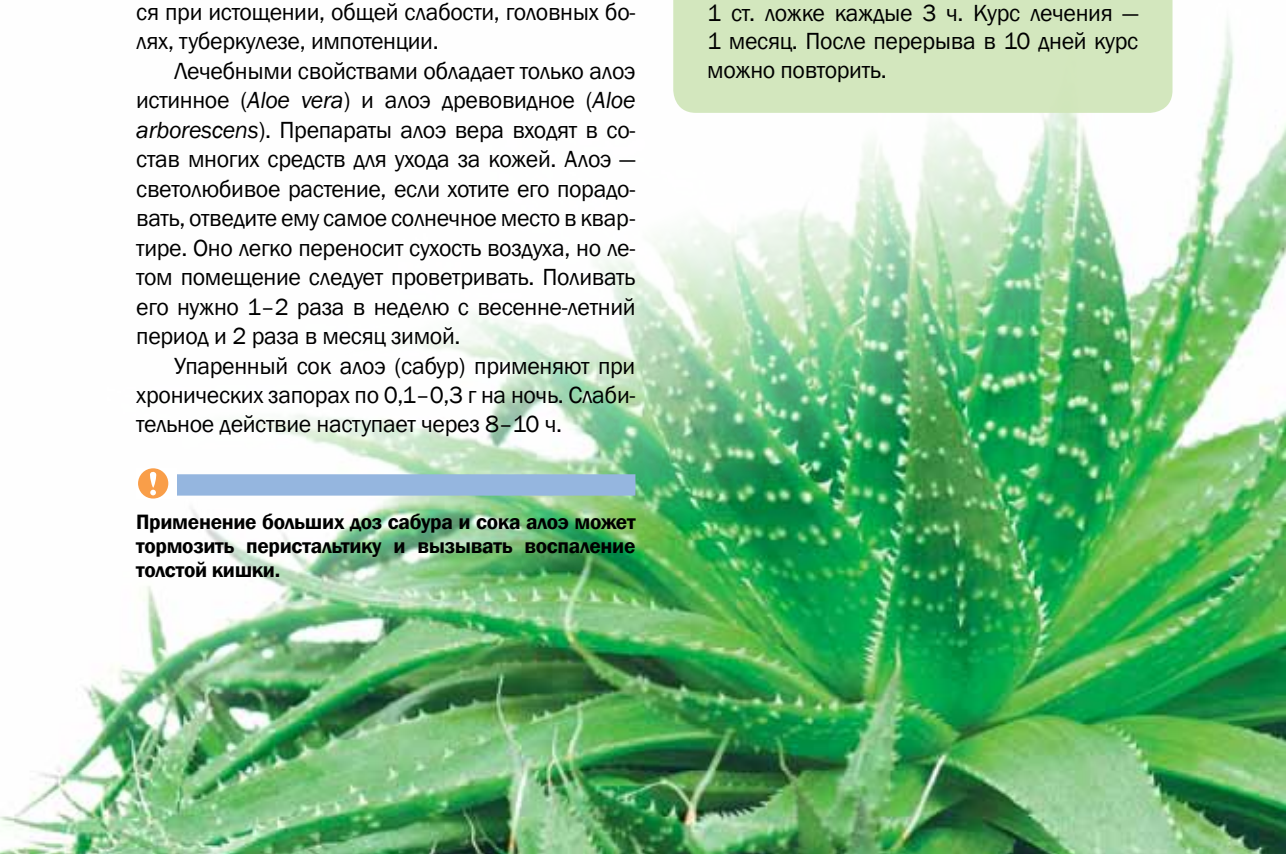 ся при истощении, общей слабости, головных бо-
лях, туберкулезе, импотенции.
Лечебными свойствами обладает только алоэ
истинное (Aloe vera) и алоэ древовидное (Aloe
arborescens). Препараты алоэ вера входят в со-
став многих средств для ухода за кожей. Алоэ —
светолюбивое растение, если хотите его порадо-
вать, отведите ему самое солнечное место в квар-
тире. Оно легко переносит сухость воздуха, но ле-
том помещение следует проветривать. Поливать
его нужно 1–2 раза в неделю с весенне-летний
период и 2 раза в месяц зимой.
Упаренный сок алоэ (сабур) применяют при
хронических запорах по 0,1–0,3 г на ночь. Слаби-
тельное действие наступает через 8–10 ч.
!
Применение больших доз сабура и сока алоэ может
тормозить перистальтику и вызывать воспаление
толстой кишки.
1 ст. ложке каждые 3 ч. Курс лечения —
1 месяц. После перерыва в 10 дней курс
можно повторить.